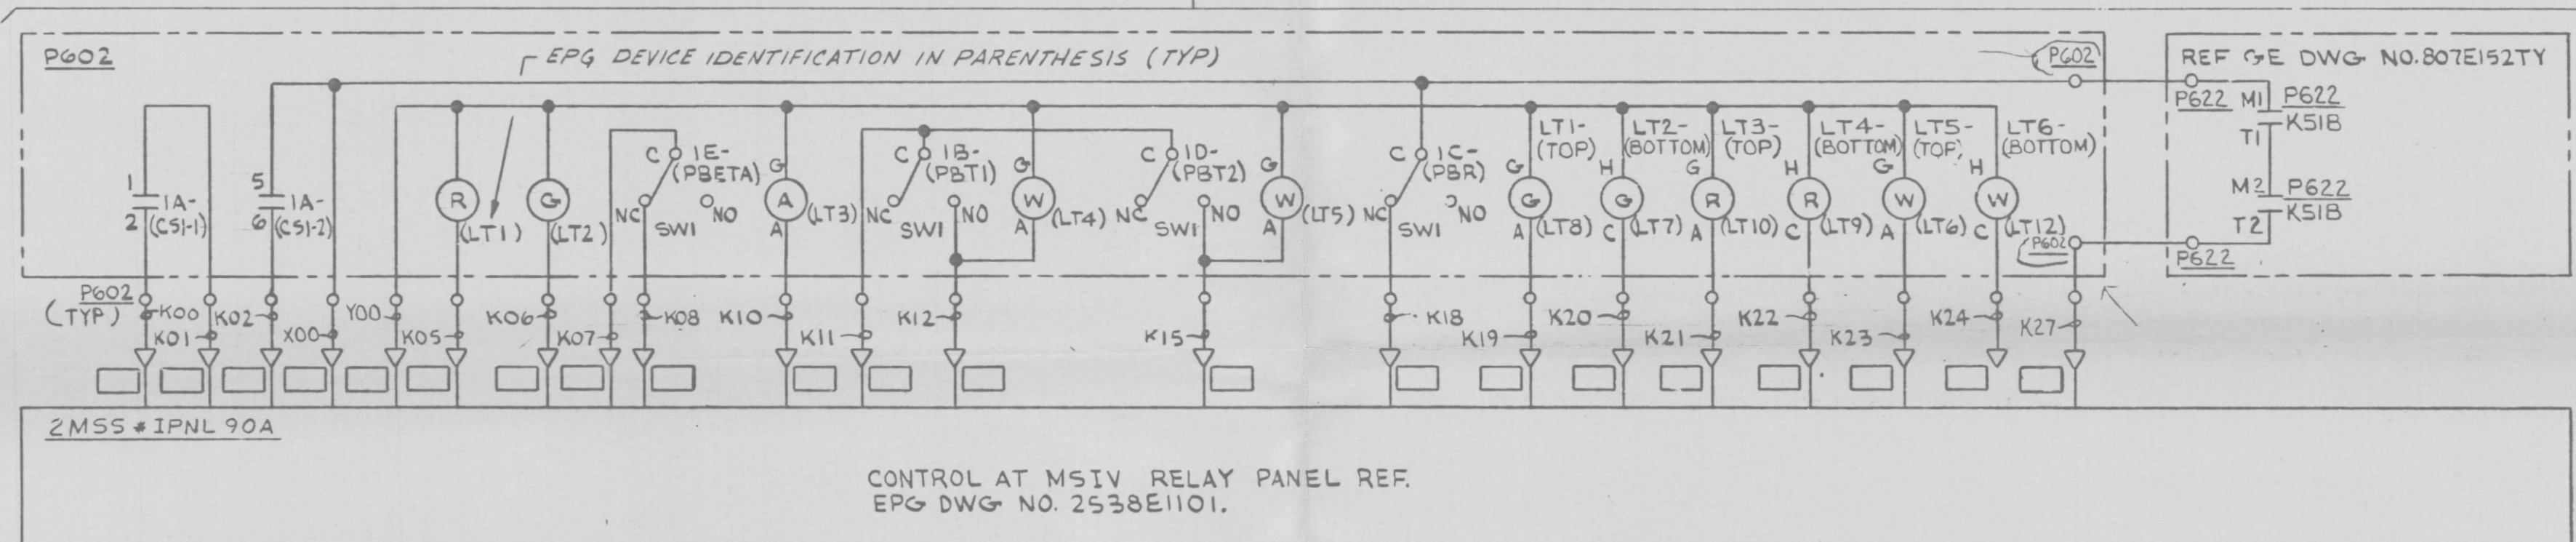 P602
EPG DEVICE IDENTIFICATION IN PARENTHESIS (TYP)
P602
REF GE DWG NO.807E152TY
P622
M1
P622
K51B
T1
M2
P622
K51B
T2
P622
1
2
1A-
(CS1-1)
5
6
1A-
(CS1-2)
R
(LT1)
G
(LT2)
C
1E-
(PBETA)
NC
NO
SW1
G
A
A
(LT3)
C
1B-
(PBT1)
NC
NO
SW1
G
W
A
(LT4)
C
1D-
(PBT2)
NC
NO
SW1
G
W
A
(LT5)
C
1C-
(PBR)
NC
NO
SW1
LT1-
(TOP)
G
G
A
(LT8)
LT2-
(BOTTOM)
H
G
C
(LT7)
LT3-
(TOP)
G
R
A
(LT10)
LT4-
(BOTTOM)
H
R
C
(LT9)
LT5-
(TOP)
G
W
A
(LT6)
LT6-
(BOTTOM)
H
W
C
(LT12)
P602
P602
(TYP)
K00
K01
K02
X00
Y00
K05
K06
K07
K08
K10
K11
K12
K15
K18
K19
K20
K21
K22
K23
K24
K27
2MSS*1PNL90A
CONTROL AT MSIV RELAY PANEL REF.
EPG DWG NO. 2538E1101.